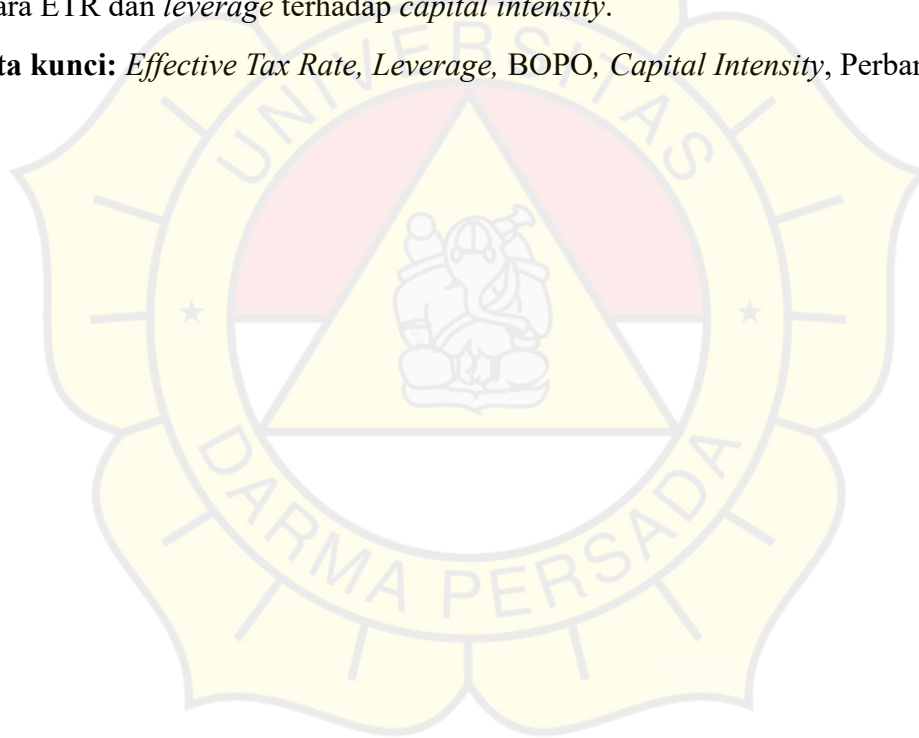 ara ETR dan leverage terhadap capital intensity.
ta kunci: Effective Tax Rate, Leverage, BOPO, Capital Intensity, Perban
UNIVERSITAS
DARMA PERSADA